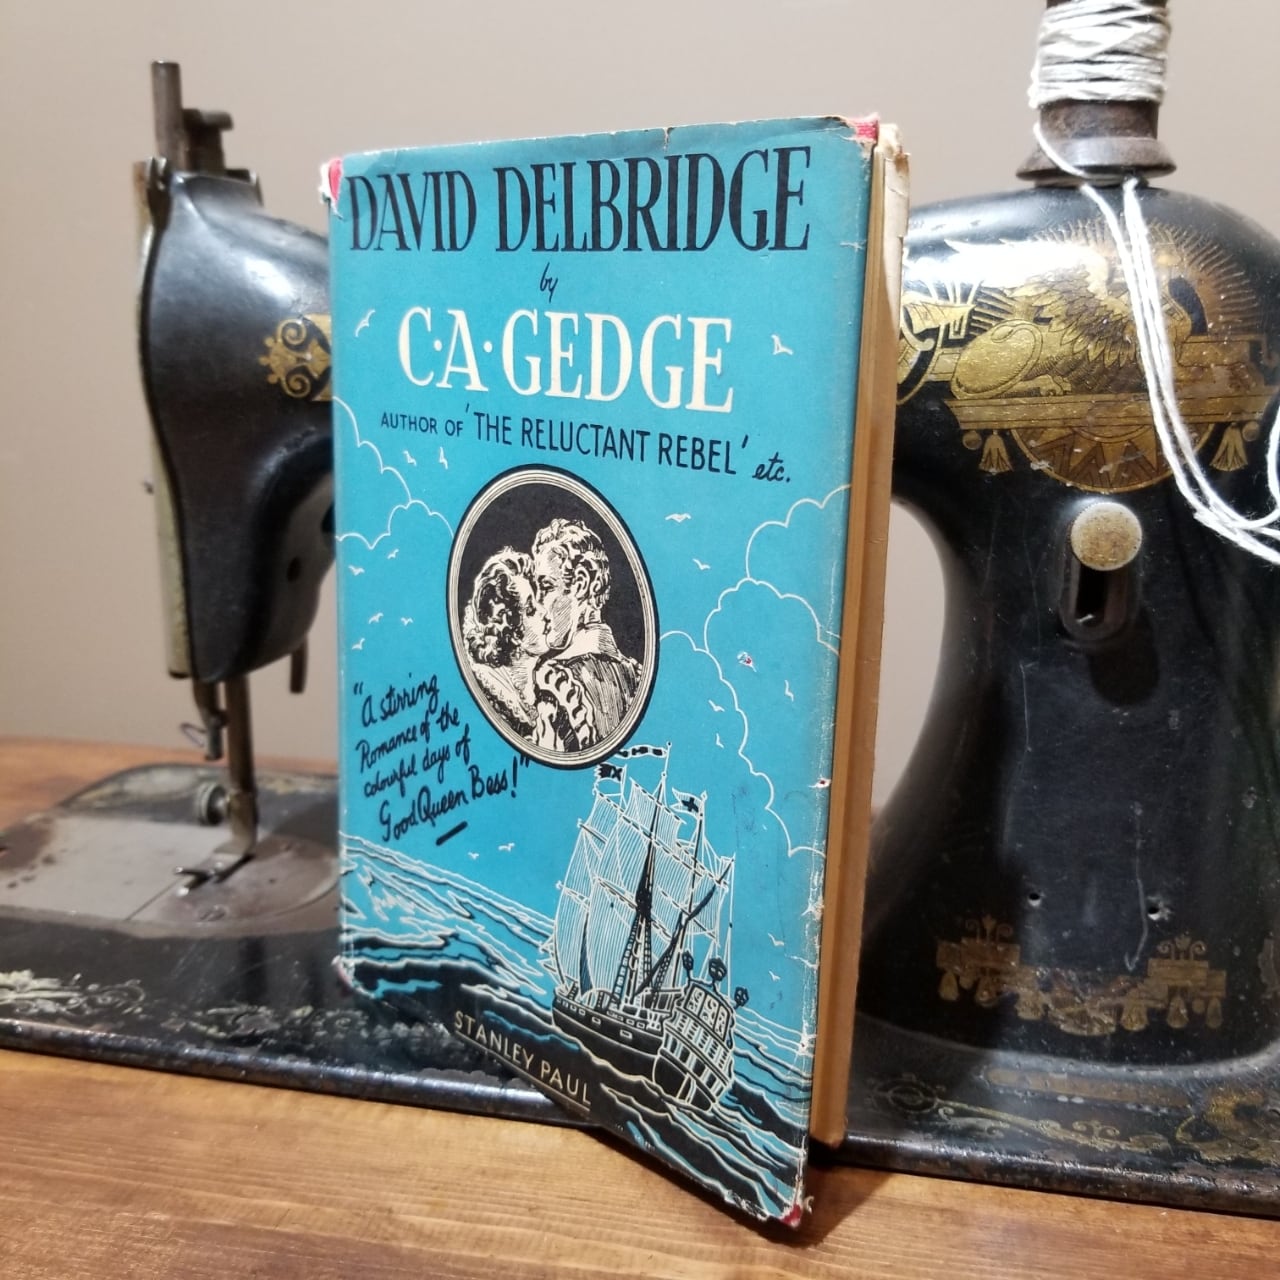 DAVID DELBRIDGE
by
C·A·GEDGE
AUTHOR OF 'THE RELUCTANT REBEL' etc.
"A stirring
Romance of the
colourful days of
Good Queen Bess!"
STANLEY PAUL